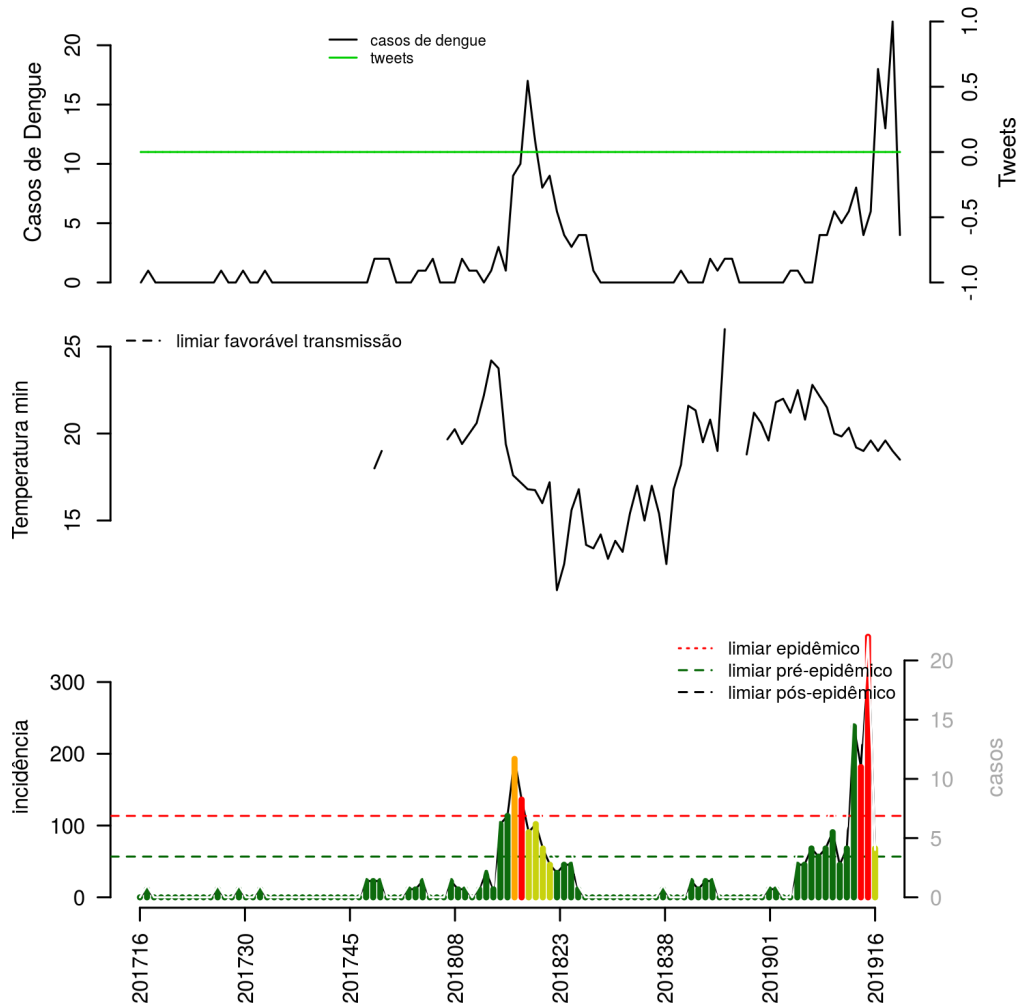 casos de dengue
tweets
Casos de Dengue
0
5
10
15
20
Tweets
-1.0
-0.5
0.0
0.5
1.0
limiar favorável transmissão
Temperatura min
15
20
25
limiar epidêmico
limiar pré-epidêmico
limiar pós-epidêmico
incidência
0
100
200
300
casos
0
5
10
15
20
201716
201730
201745
201808
201823
201838
201901
201916